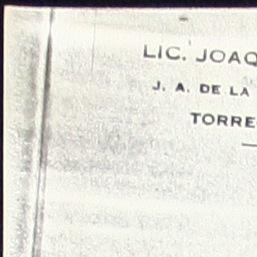 LIC. JOAQ
J. A. DE LA
TORRE